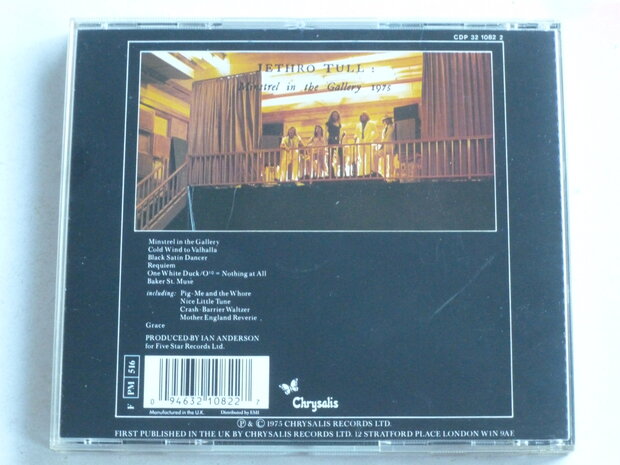 CDP 32 1082 2
JETHRO TULL :
Minstrel in the Gallery 1975
Minstrel in the Gallery
Cold Wind to Valhalla
Black Satin Dancer
Requiem
One White Duck/O¹⁰ = Nothing at All
Baker St. Muse
including: Pig-Me and the Whore
Nice Little Tune
Crash-Barrier Waltzer
Mother England Reverie
Grace
PRODUCED BY IAN ANDERSON
for Five Star Records Ltd.
F PM 516
0 94632 10822 7
Manufactured in the U.K. Distributed by EMI
Chrysalis
Ⓟ & © 1975 CHRYSALIS RECORDS LTD.
FIRST PUBLISHED IN THE UK BY CHRYSALIS RECORDS LTD. 12 STRATFORD PLACE LONDON W1N 9AE